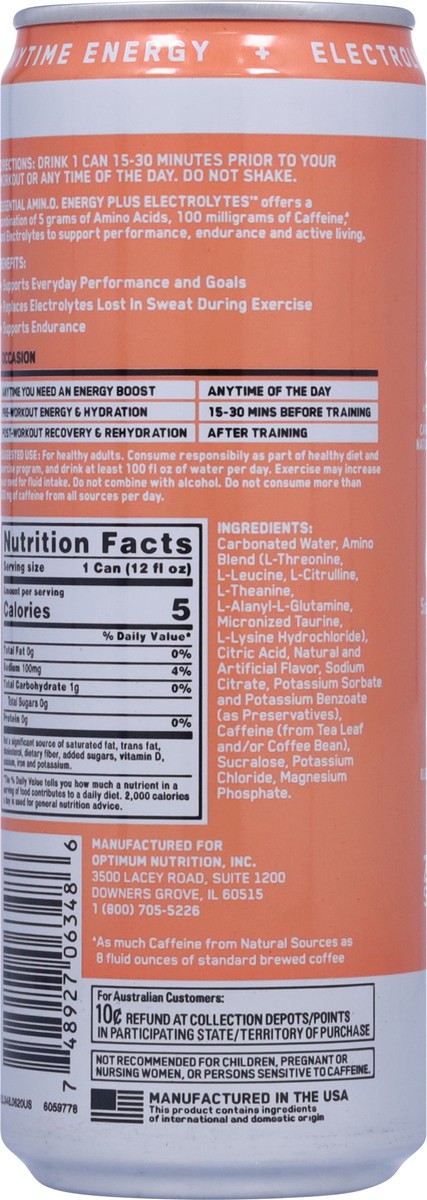 YTIME ENERGY + ELECTROL
ECTIONS: DRINK 1 CAN 15-30 MINUTES PRIOR TO YOUR
RKOUT OR ANY TIME OF THE DAY. DO NOT SHAKE.
SENTIAL AMIN.O. ENERGY PLUS ELECTROLYTES™ offers a
mbination of 5 grams of Amino Acids, 100 milligrams of Caffeine,^
Electrolytes to support performance, endurance and active living.
BENEFITS:
Supports Everyday Performance and Goals
Replaces Electrolytes Lost In Sweat During Exercise
Supports Endurance
OCCASION
ANYTIME YOU NEED AN ENERGY BOOST ANYTIME OF THE DAY
PRE-WORKOUT ENERGY & HYDRATION 15-30 MINS BEFORE TRAINING
POST-WORKOUT RECOVERY & REHYDRATION AFTER TRAINING
GESTED USE: For healthy adults. Consume responsibily as part of healthy diet and
ercise program, and drink at least 100 fl oz of water per day. Exercise may increase
need for fluid intake. Do not combine with alcohol. Do not consume more than
mg of caffeine from all sources per day.
Nutrition Facts
Serving size 1 Can (12 fl oz)
Amount per serving
Calories 5
% Daily Value*
Total Fat 0g 0%
Sodium 100mg 4%
Total Carbohydrate 1g 0%
Total Sugars 0g
Protein 0g 0%
Not a significant source of saturated fat, trans fat,
cholesterol, dietary fiber, added sugars, vitamin D,
calcium, iron and potassium.
*The % Daily Value tells you how much a nutrient in a
serving of food contributes to a daily diet. 2,000 calories
a day is used for general nutrition advice.
INGREDIENTS:
Carbonated Water, Amino
Blend (L-Threonine,
L-Leucine, L-Citrulline,
L-Theanine,
L-Alanyl-L-Glutamine,
Micronized Taurine,
L-Lysine Hydrochloride),
Citric Acid, Natural and
Artificial Flavor, Sodium
Citrate, Potassium Sorbate
and Potassium Benzoate
(as Preservatives),
Caffeine (from Tea Leaf
and/or Coffee Bean),
Sucralose, Potassium
Chloride, Magnesium
Phosphate.
7 48927 06348 6
MANUFACTURED FOR
OPTIMUM NUTRITION, INC.
3500 LACEY ROAD, SUITE 1200
DOWNERS GROVE, IL 60515
1 (800) 705-5226
^As much Caffeine from Natural Sources as
8 fluid ounces of standard brewed coffee
For Australian Customers:
10¢ REFUND AT COLLECTION DEPOTS/POINTS
IN PARTICIPATING STATE/TERRITORY OF PURCHASE
NOT RECOMMENDED FOR CHILDREN, PREGNANT OR
NURSING WOMEN, OR PERSONS SENSITIVE TO CAFFEINE.
6059778
MANUFACTURED IN THE USA
This product contains ingredients
of international and domestic origin